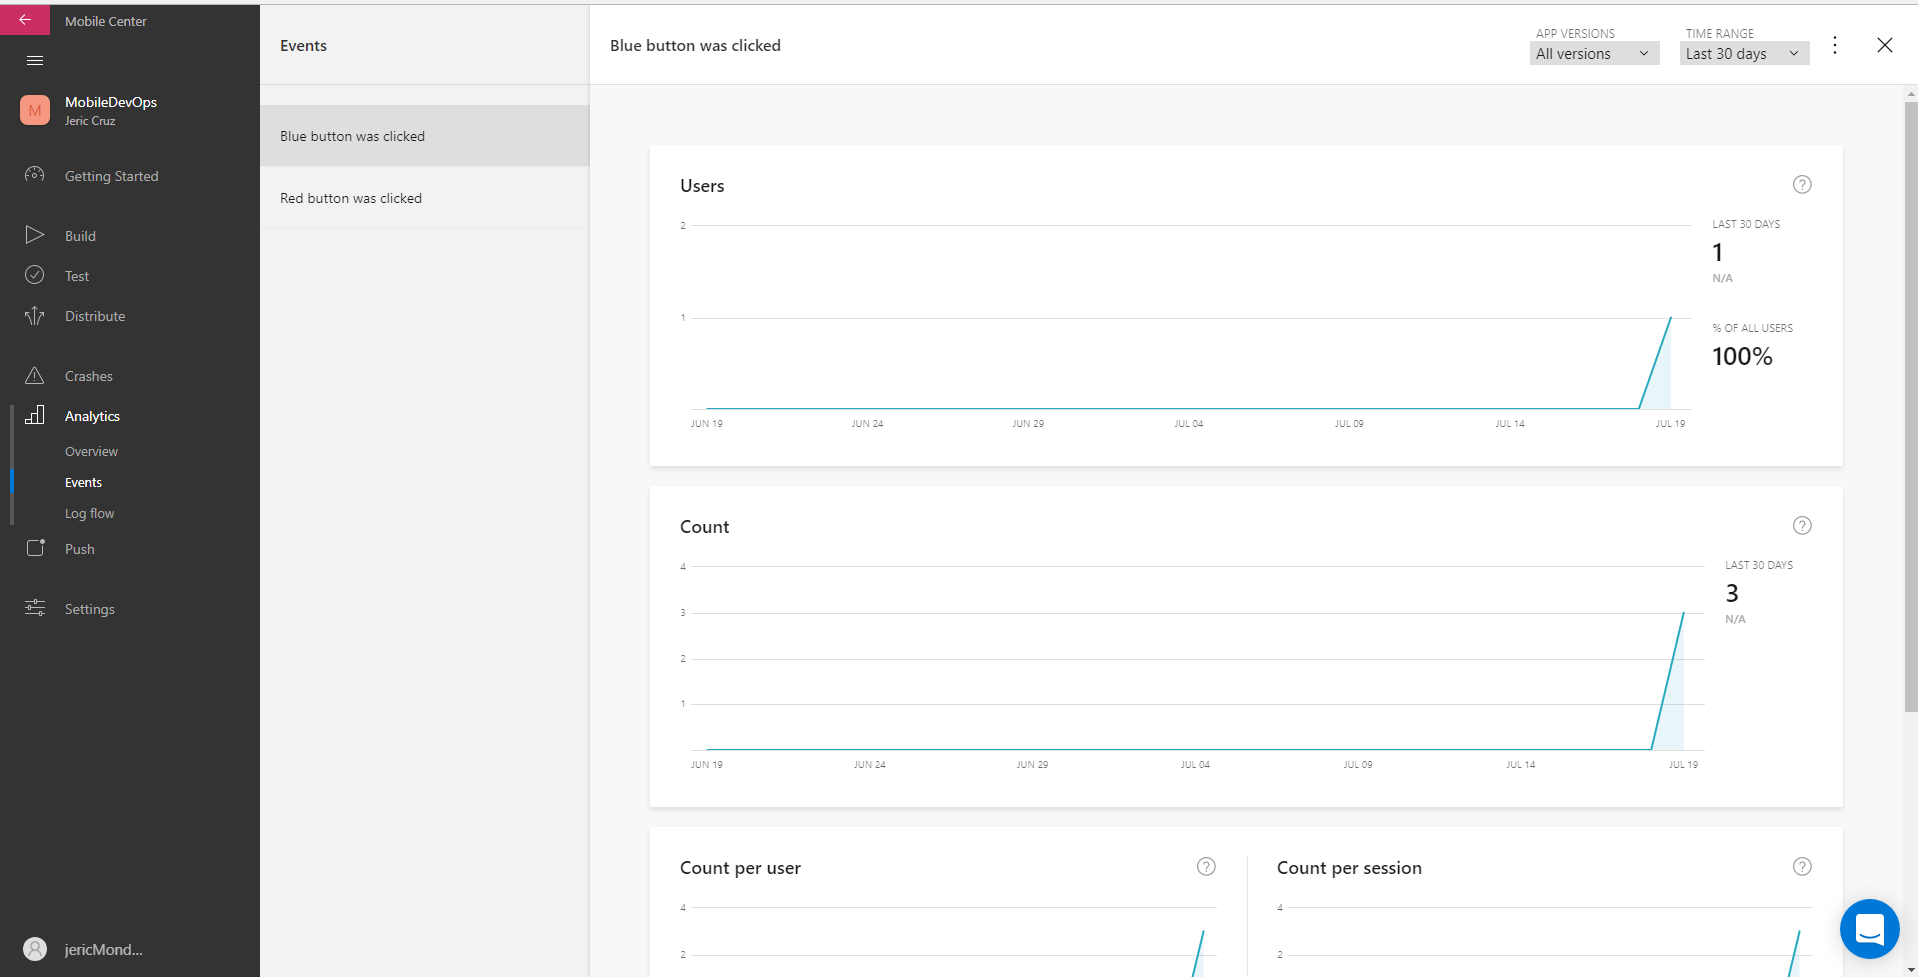 Mobile Center
MobileDevOps
M
Jeric Cruz
Getting Started
Build
Test
Distribute
Crashes
Analytics
Overview
Events
Log flow
Push
Settings
jericMond...
Events
Blue button was clicked
Red button was clicked
Blue button was clicked
APP VERSIONS
All versions
TIME RANGE
Last 30 days
Users
?
2
1
JUN 19 JUN 24 JUN 29 JUL 04 JUL 09 JUL 14 JUL 19
LAST 30 DAYS
1
N/A
% OF ALL USERS
100%
Count
?
4
3
2
1
JUN 19 JUN 24 JUN 29 JUL 04 JUL 09 JUL 14 JUL 19
LAST 30 DAYS
3
N/A
Count per user
?
4
2
Count per session
?
4
2